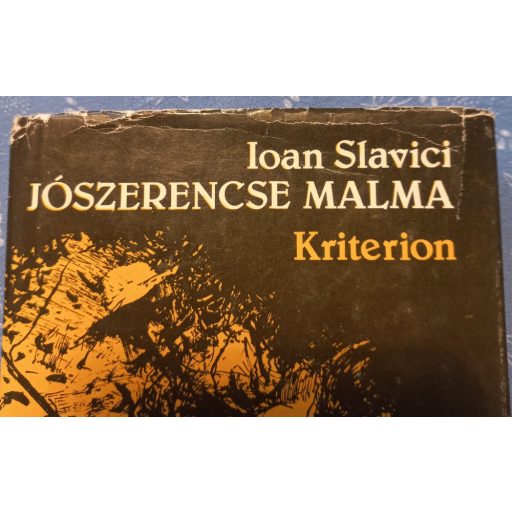 Ioan Slavici
JÓSZERENCSE MALMA
Kriterion